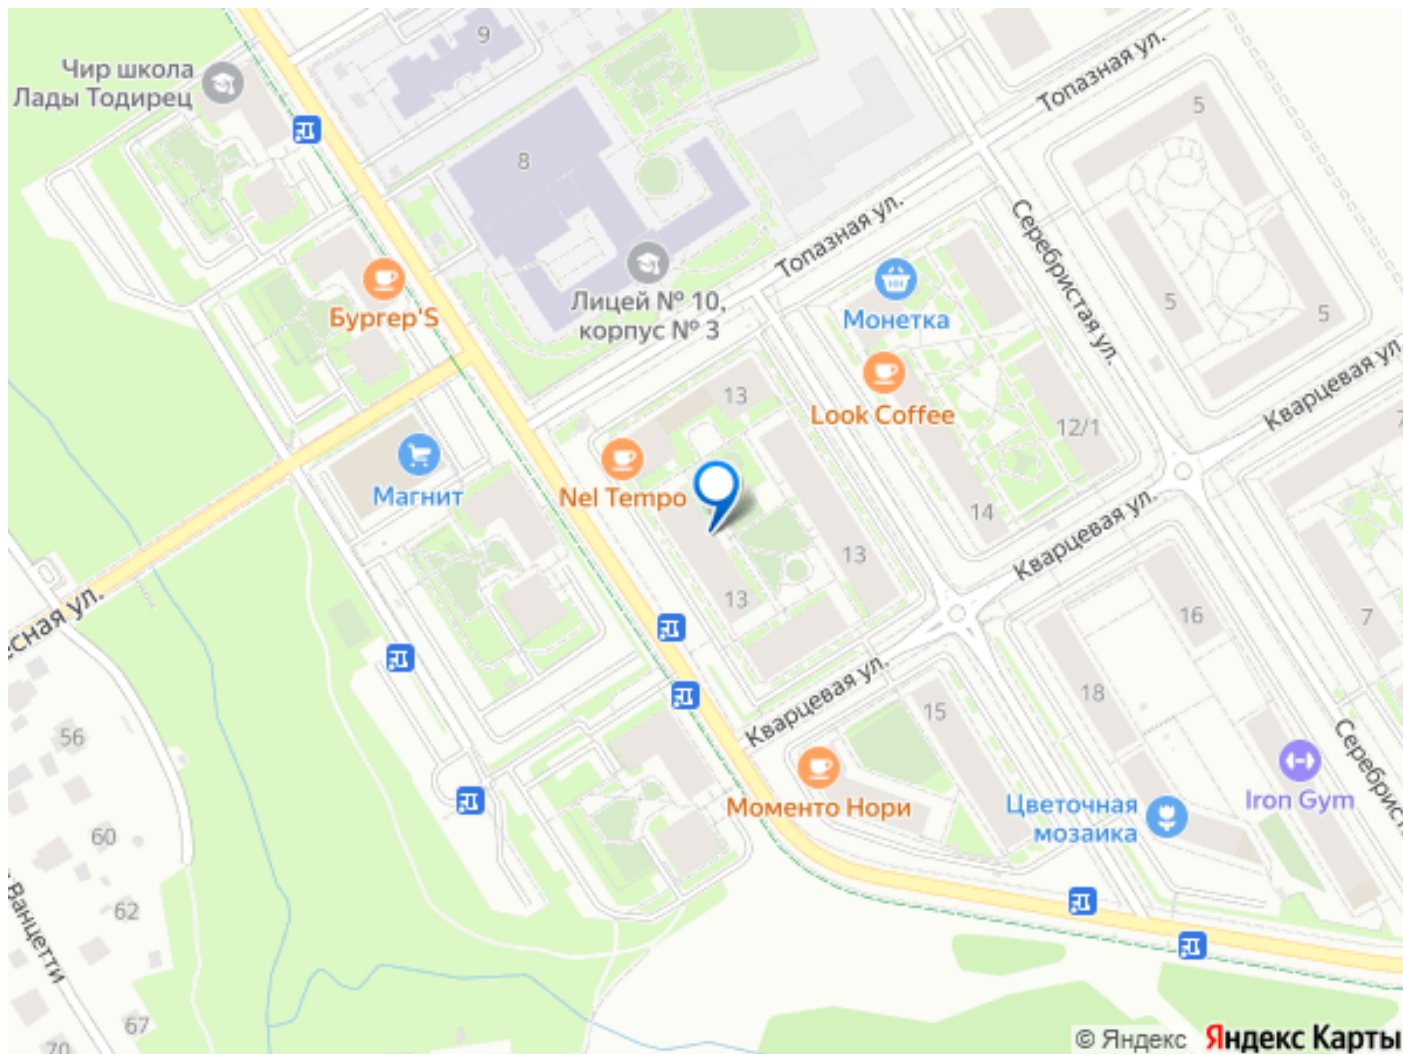 9
Чир школа
Лады Тодирец
Топазная ул.
5
8
Топазная ул.
Серебристая ул.
Лицей № 10,
корпус № 3
Бургер'S
Монетка
5
5
Кварцевая ул.
13
Look Coffee
12/1
Магнит
Nel Tempo
14
Кварцевая ул.
13
13
16
7
сная ул.
Кварцевая ул.
18
15
56
Моменто Нори
Цветочная
мозаика
Iron Gym
Серебрист
60
62
Ванцетти
67
70
© Яндекс Яндекс Карты